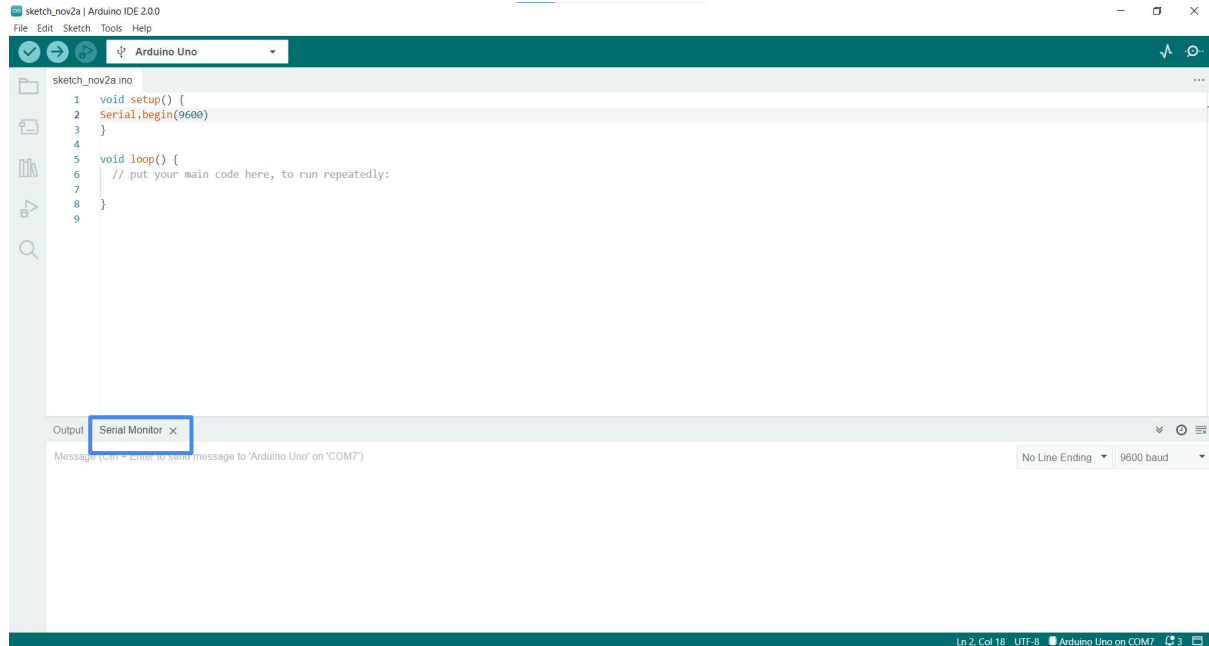 sketch_nov2a | Arduino IDE 2.0.0
File Edit Sketch Tools Help
Arduino Uno
sketch_nov2a.ino
1 void setup() {
2 Serial.begin(9600)
3 }
4
5 void loop() {
6 // put your main code here, to run repeatedly:
7
8 }
9
Output Serial Monitor
Message (Ctrl + Enter to send message to 'Arduino Uno' on 'COM7') No Line Ending 9600 baud
Ln 2, Col 18 UTF-8 Arduino Uno on COM7 3